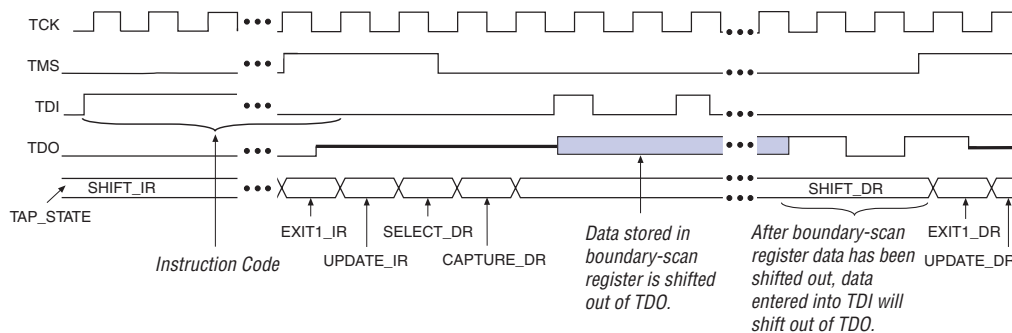 TCK
TMS
TDI
TDO
SHIFT_IR
SHIFT_DR
TAP_STATE
EXIT1_IR
SELECT_DR
EXIT1_DR
Instruction Code
UPDATE_IR
CAPTURE_DR
UPDATE_DR
Data stored in
boundary-scan
register is shifted
out of TDO.
After boundary-scan
register data has been
shifted out, data
entered into TDI will
shift out of TDO.